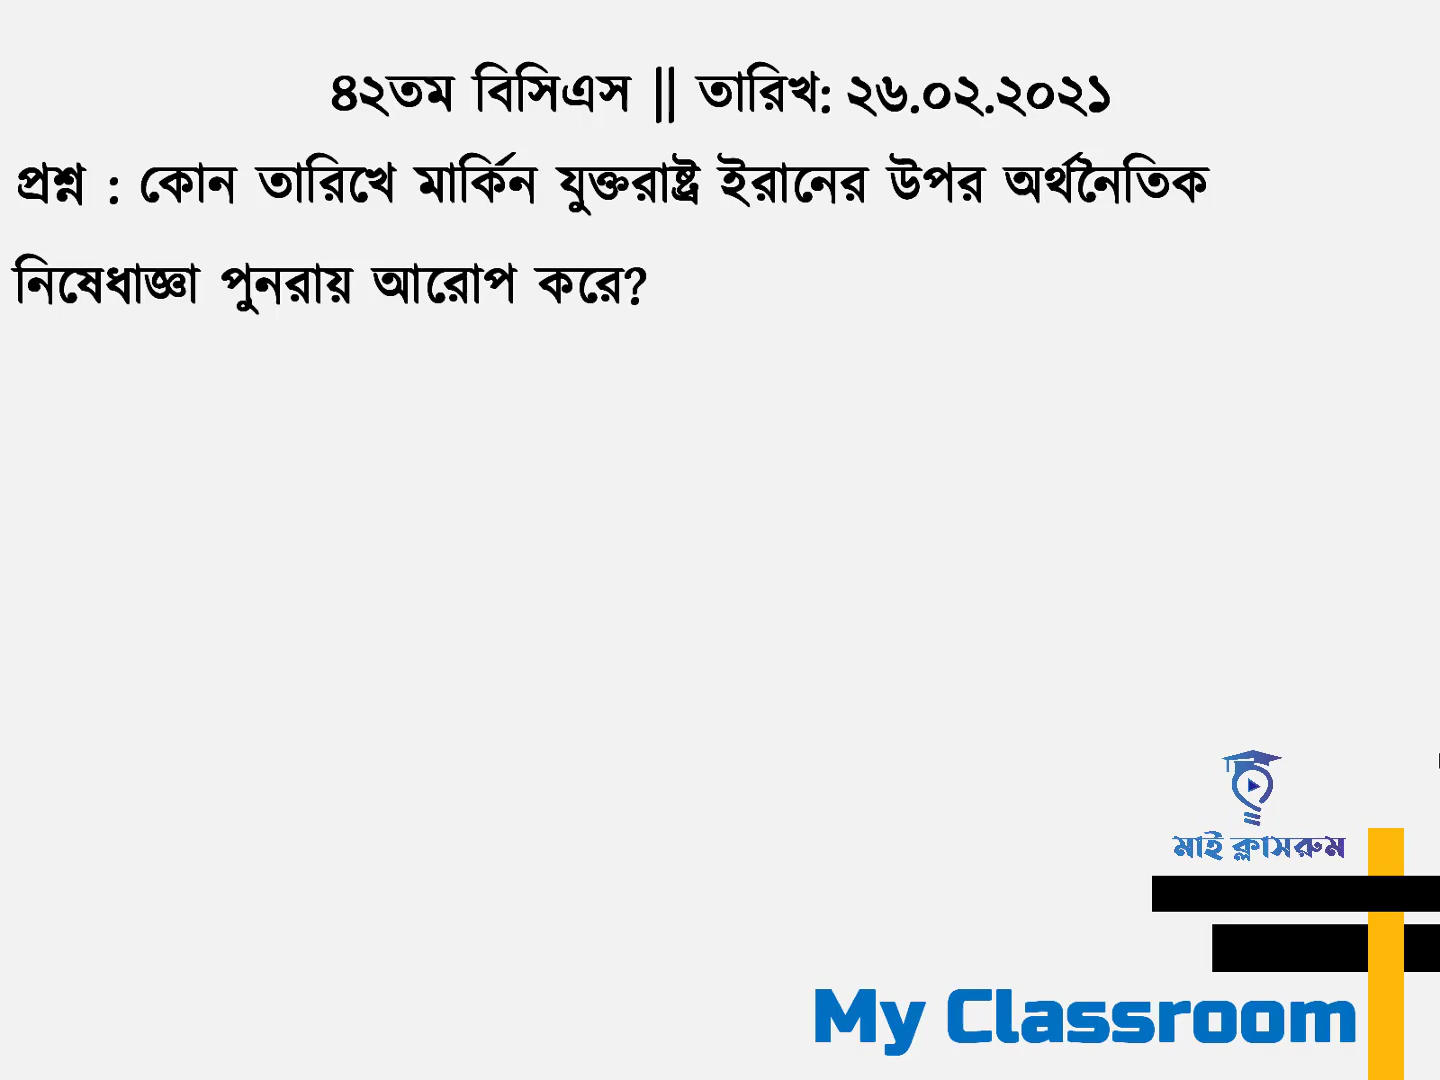 ৪২তম বিসিএস || তারিখ: ২৬.০২.২০২১
প্রশ্ন : কোন তারিখে মার্কিন যুক্তরাষ্ট্র ইরানের উপর অর্থনৈতিক
নিষেধাজ্ঞা পুনরায় আরোপ করে?
মাই ক্লাসরুম
My Classroom